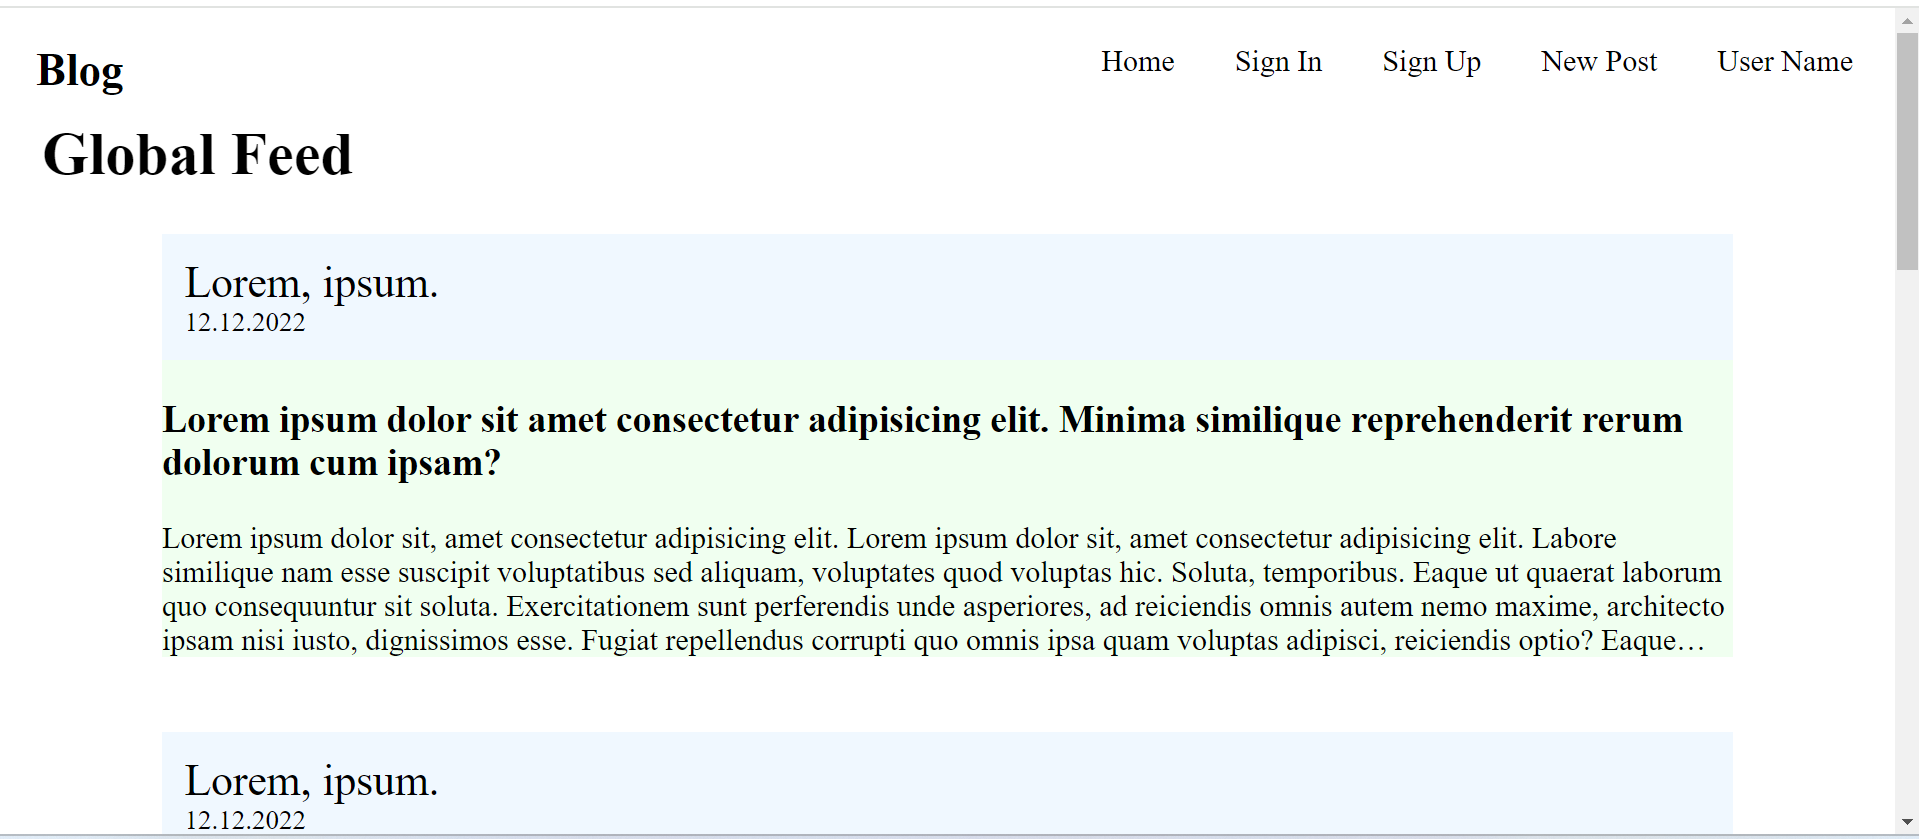 Blog
Home Sign In Sign Up New Post User Name
Global Feed
Lorem, ipsum.
12.12.2022
Lorem ipsum dolor sit amet consectetur adipisicing elit. Minima similique reprehenderit rerum
dolorum cum ipsam?
Lorem ipsum dolor sit, amet consectetur adipisicing elit. Lorem ipsum dolor sit, amet consectetur adipisicing elit. Labore
similique nam esse suscipit voluptatibus sed aliquam, voluptates quod voluptas hic. Soluta, temporibus. Eaque ut quaerat laborum
quo consequuntur sit soluta. Exercitationem sunt perferendis unde asperiores, ad reiciendis omnis autem nemo maxime, architecto
ipsam nisi iusto, dignissimos esse. Fugiat repellendus corrupti quo omnis ipsa quam voluptas adipisci, reiciendis optio? Eaque…
Lorem, ipsum.
12.12.2022